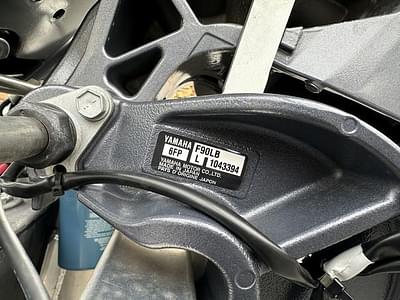 YAMAHA
6FP F90LB
L 1043394
YAMAHA MOTOR CO.,LTD.
MADE IN JAPAN
PAYS D'ORIGINE JAPON